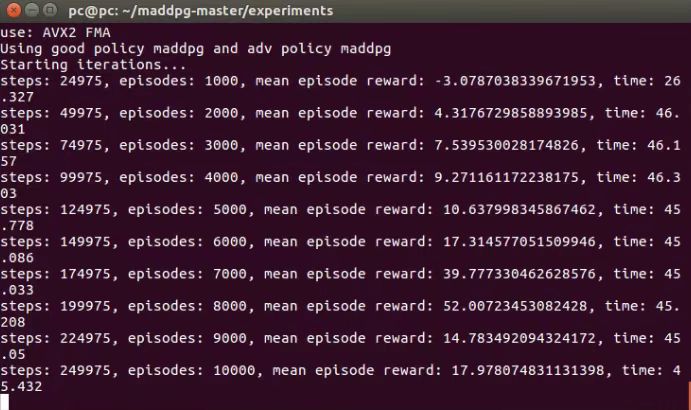 pc@pc: ~/maddpg-master/experiments
use: AVX2 FMA
Using good policy maddpg and adv policy maddpg
Starting iterations...
steps: 24975, episodes: 1000, mean episode reward: -3.0787038339671953, time: 26
.327
steps: 49975, episodes: 2000, mean episode reward: 4.3176729858893985, time: 46.
031
steps: 74975, episodes: 3000, mean episode reward: 7.539530028174826, time: 46.1
57
steps: 99975, episodes: 4000, mean episode reward: 9.271161172238175, time: 46.3
03
steps: 124975, episodes: 5000, mean episode reward: 10.637998345867462, time: 45
.778
steps: 149975, episodes: 6000, mean episode reward: 17.314577051509946, time: 45
.086
steps: 174975, episodes: 7000, mean episode reward: 39.777330462628576, time: 45
.033
steps: 199975, episodes: 8000, mean episode reward: 52.00723453082428, time: 45.
208
steps: 224975, episodes: 9000, mean episode reward: 14.783492094324172, time: 45
.05
steps: 249975, episodes: 10000, mean episode reward: 17.978074831131398, time: 4
5.432